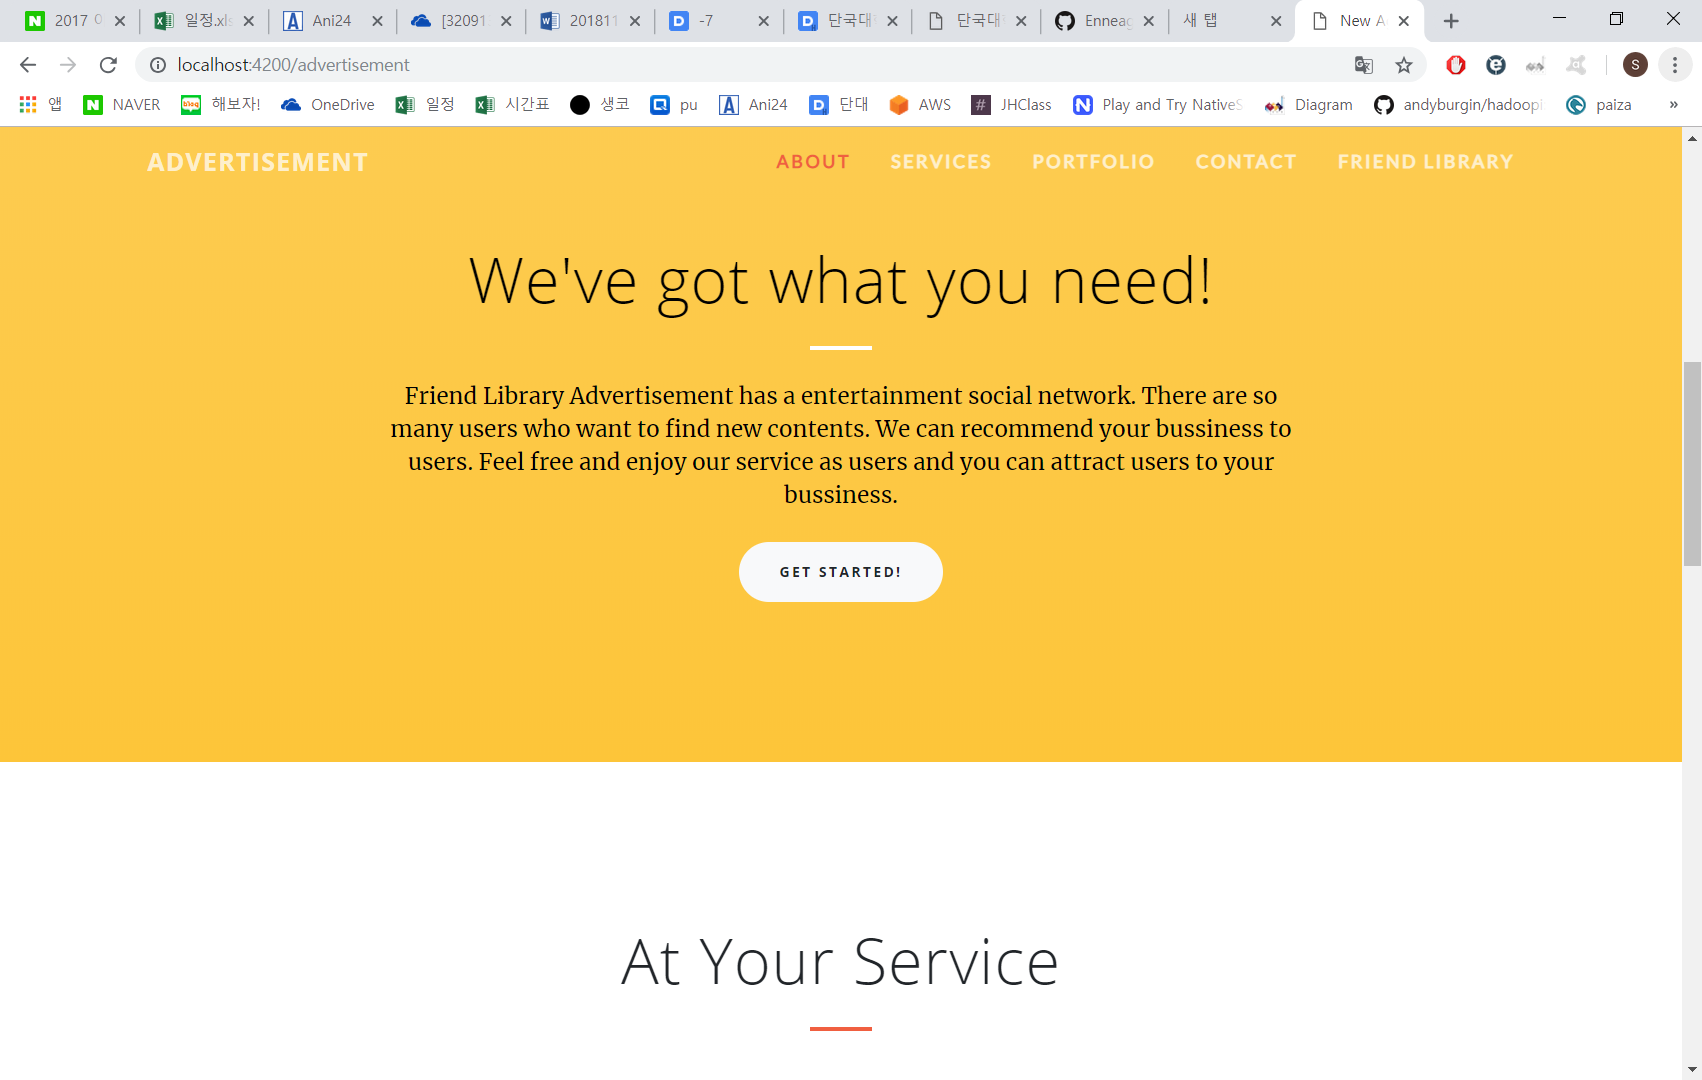 2017
일정.xls
Ani24
[32091
201811
-7
단국대
단국대
Ennea
새 탭
New A
localhost:4200/advertisement
S
앱
NAVER
해보자!
OneDrive
일정
시간표
생코
pu
Ani24
단대
AWS
JHClass
Play and Try NativeS
Diagram
andyburgin/hadoopi
paiza
»
ADVERTISEMENT
ABOUT
SERVICES
PORTFOLIO
CONTACT
FRIEND LIBRARY
We've got what you need!
Friend Library Advertisement has a entertainment social network. There are so
many users who want to find new contents. We can recommend your bussiness to
users. Feel free and enjoy our service as users and you can attract users to your
bussiness.
GET STARTED!
At Your Service